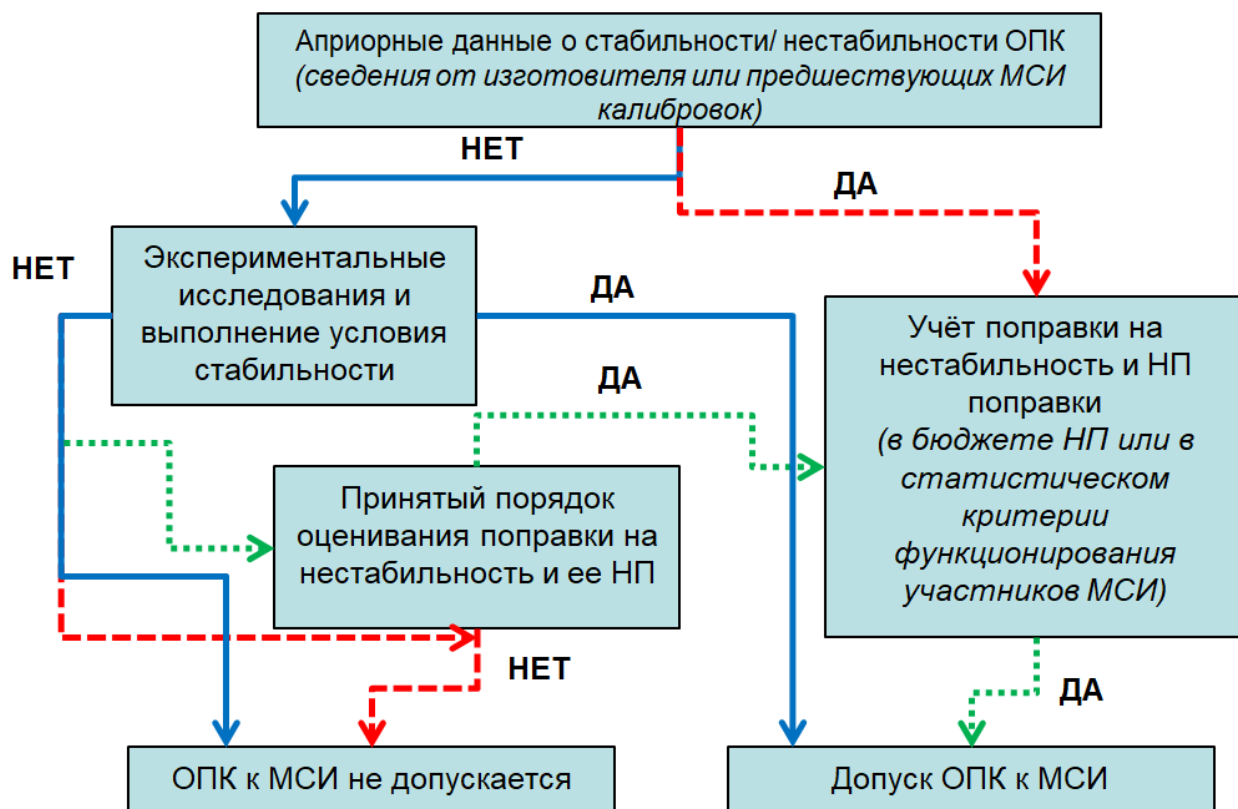 Априорные данные о стабильности/ нестабильности ОПК
(сведения от изготовителя или предшествующих МСИ
калибровок)
НЕТ
ДА
НЕТ
Экспериментальные
исследования и
выполнение условия
стабильности
ДА
Учёт поправки на
нестабильность и НП
поправки
(в бюджете НП или в
статистическом
критерии
функционирования
участников МСИ)
ДА
Принятый порядок
оценивания поправки на
нестабильность и ее НП
НЕТ
ДА
ОПК к МСИ не допускается
Допуск ОПК к МСИ